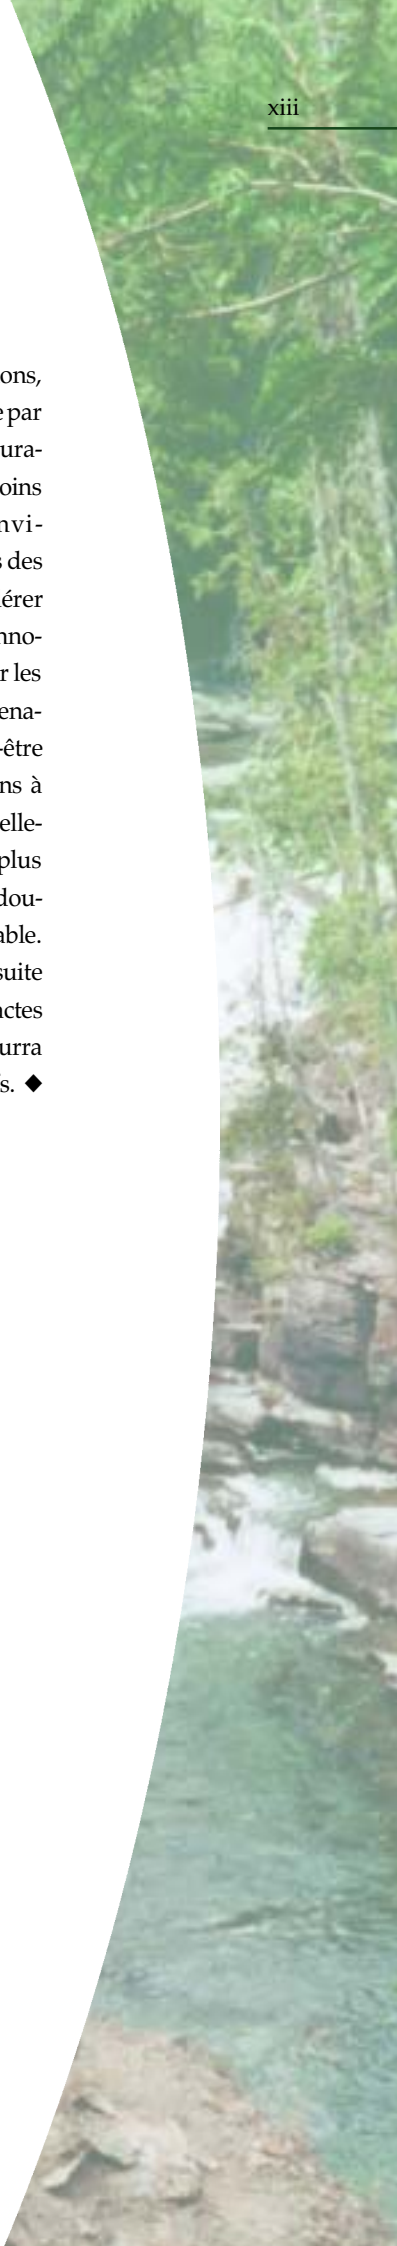 xiii
ons,
e par
ura-
oins
nvi-
s des
érer
nno-
r les
ena-
-être
ns à
elle-
plus
dou-
able.
suite
actes
urra
s. ◆